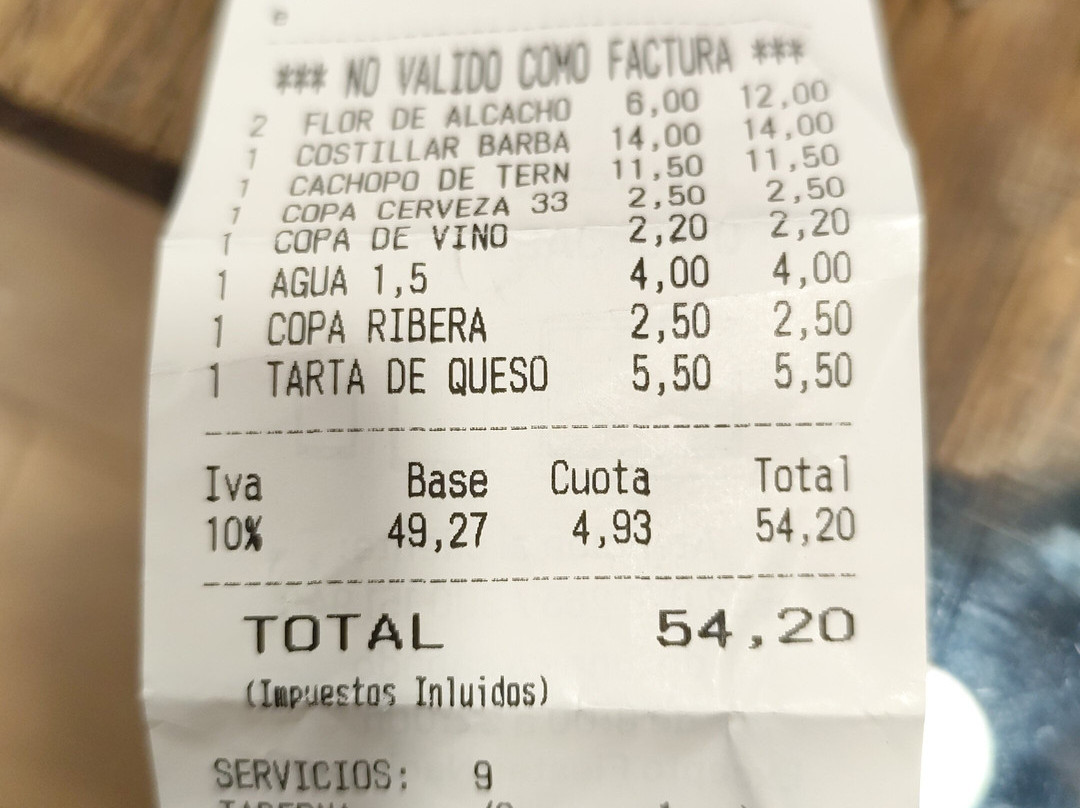 *** NO VALIDO COMO FACTURA ***
2 FLOR DE ALCACHO 6,00 12,00
1 COSTILLAR BARBA 14,00 14,00
1 CACHOPO DE TERN 11,50 11,50
1 COPA CERVEZA 33 2,50 2,50
1 COPA DE VINO 2,20 2,20
1 AGUA 1,5 4,00 4,00
1 COPA RIBERA 2,50 2,50
1 TARTA DE QUESO 5,50 5,50
Iva Base Cuota Total
10% 49,27 4,93 54,20
TOTAL 54,20
(Impuestos Inluidos)
SERVICIOS: 9